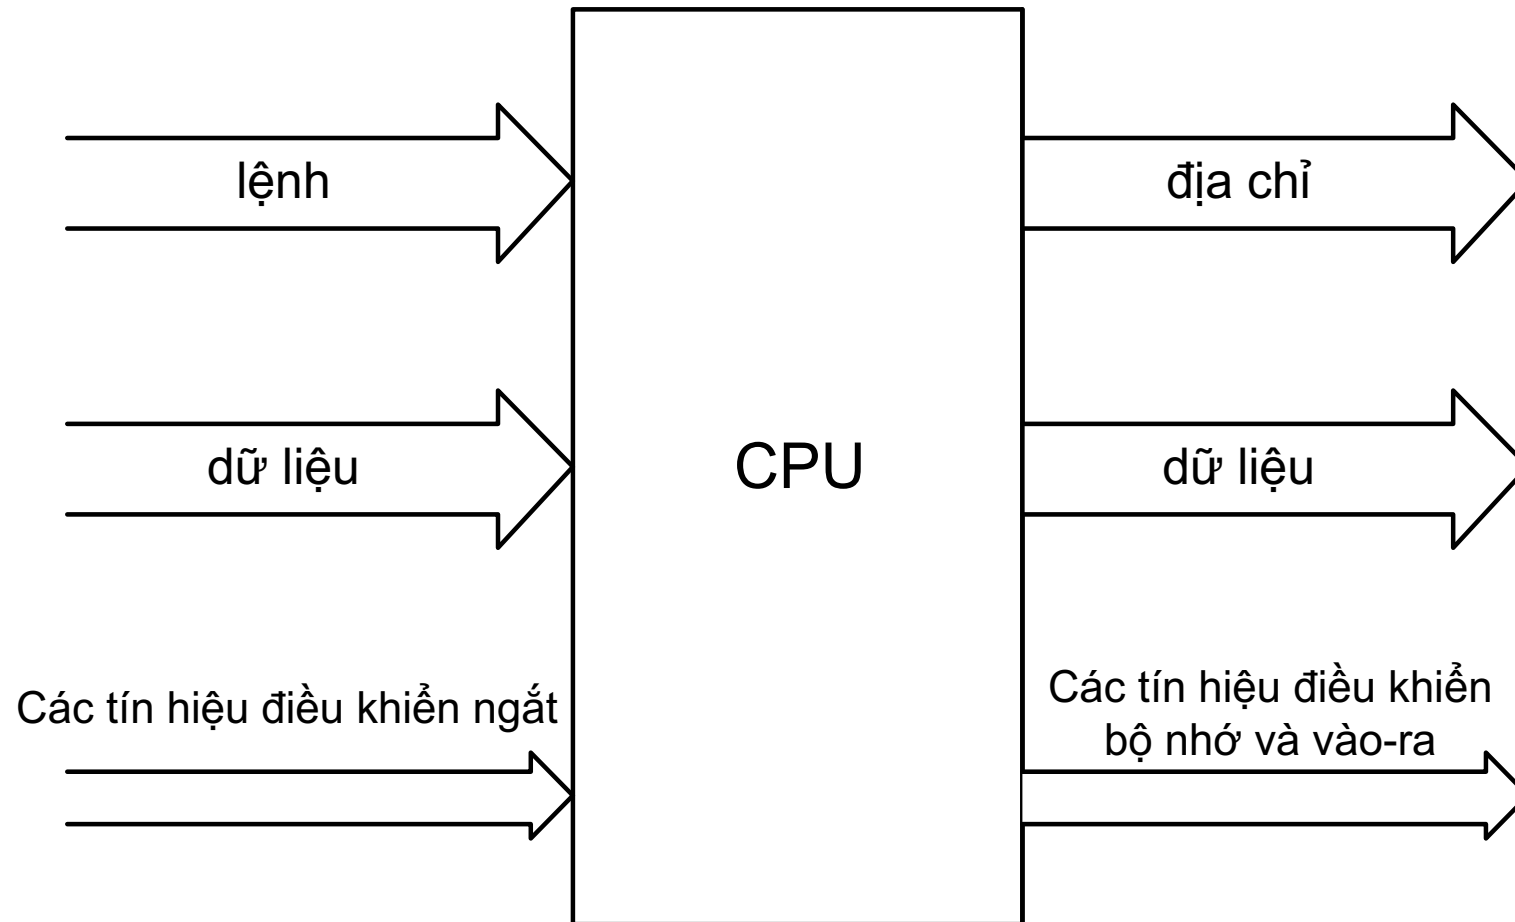 lệnh
địa chỉ
dữ liệu
CPU
dữ liệu
Các tín hiệu điều khiển ngắt
Các tín hiệu điều khiển
bộ nhớ và vào-ra